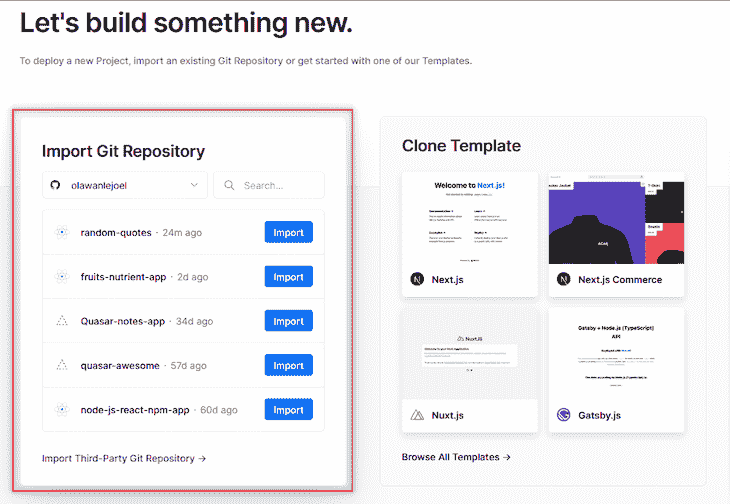 Let's build something new.
To deploy a new Project, import an existing Git Repository or get started with one of our Templates.
Import Git Repository
olawanlejoel
Search...
random-quotes · 24m ago
Import
fruits-nutrient-app · 2d ago
Import
Quasar-notes-app · 34d ago
Import
quasar-awesome · 57d ago
Import
node-js-react-npm-app · 60d ago
Import
Import Third-Party Git Repository →
Clone Template
Welcome to Next.js!
Next.js
Next.js Commerce
NUXTJS
Nuxt.js
Gatsby + Node.js (TypeScript)
API
Gatsby.js
Browse All Templates →